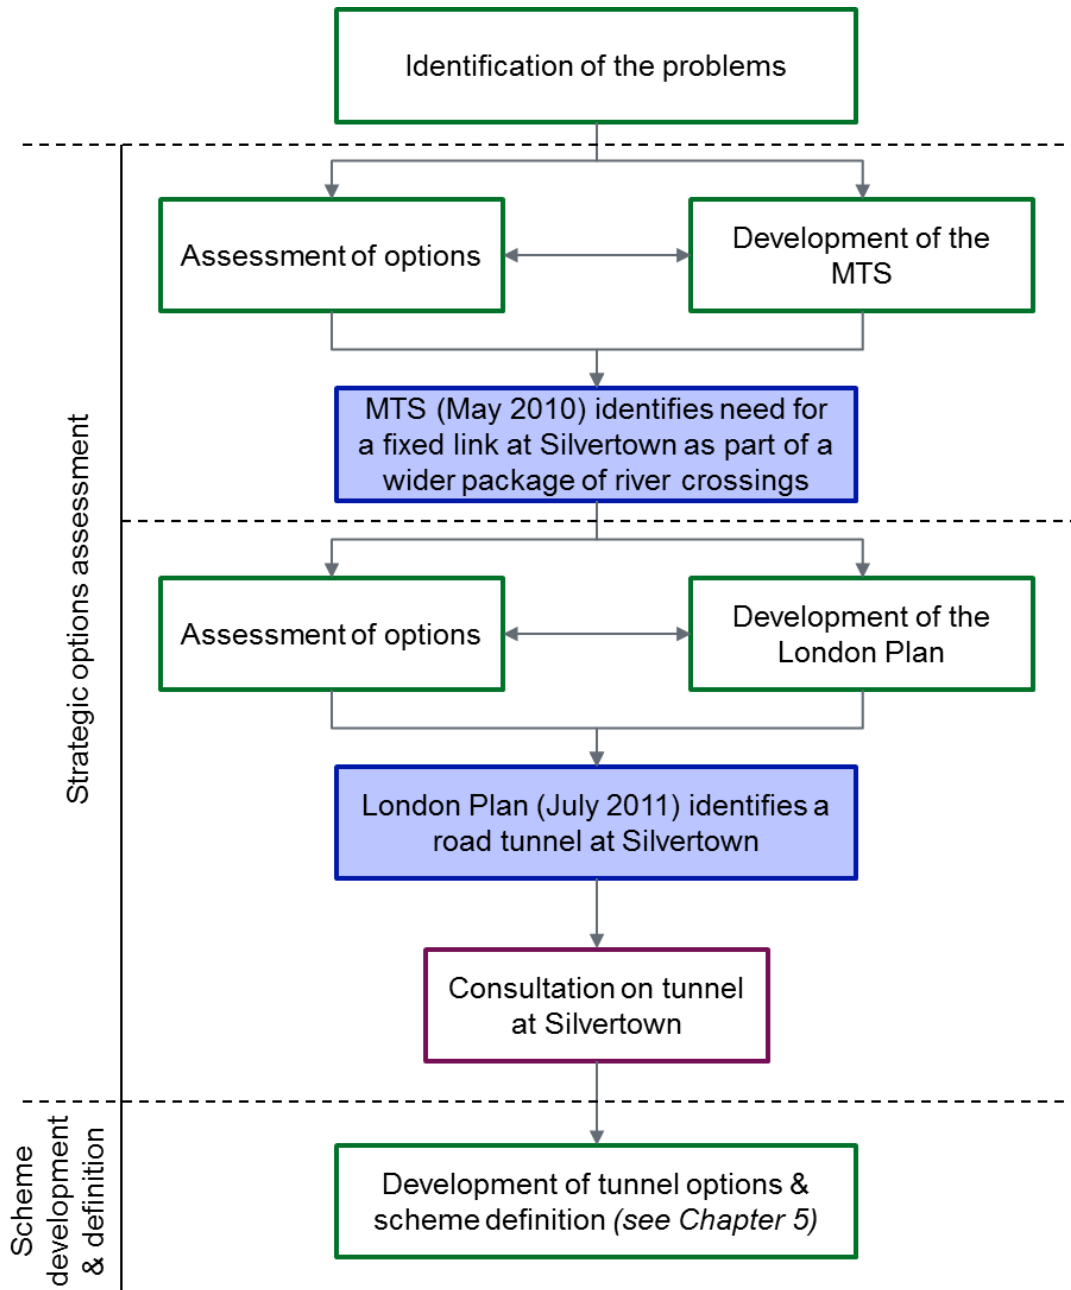 Identification of the problems
Assessment of options
Development of the
MTS
MTS (May 2010) identifies need for
a fixed link at Silvertown as part of a
wider package of river crossings
Strategic options assessment
Assessment of options
Development of the
London Plan
London Plan (July 2011) identifies a
road tunnel at Silvertown
Consultation on tunnel
at Silvertown
Scheme
development
& definition
Development of tunnel options &
scheme definition (see Chapter 5)